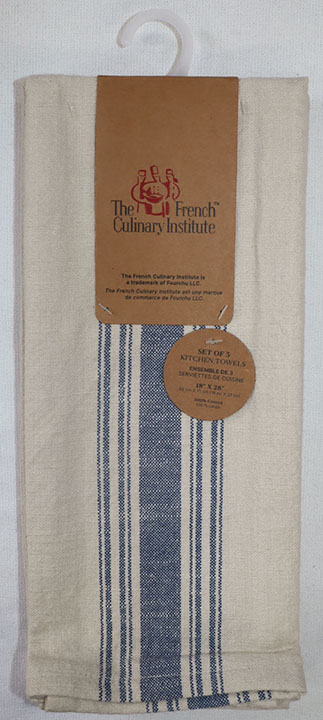 The French™
Culinary Institute
The French Culinary Institute is
a trademark of Fourchu LLC.
The French Culinary Institute est une marque
de commerce de Fourchu LLC.
SET OF 3
KITCHEN TOWELS
ENSEMBLE DE 3
SERVIETTES DE CUISINE
18" X 28"
100% Cotton